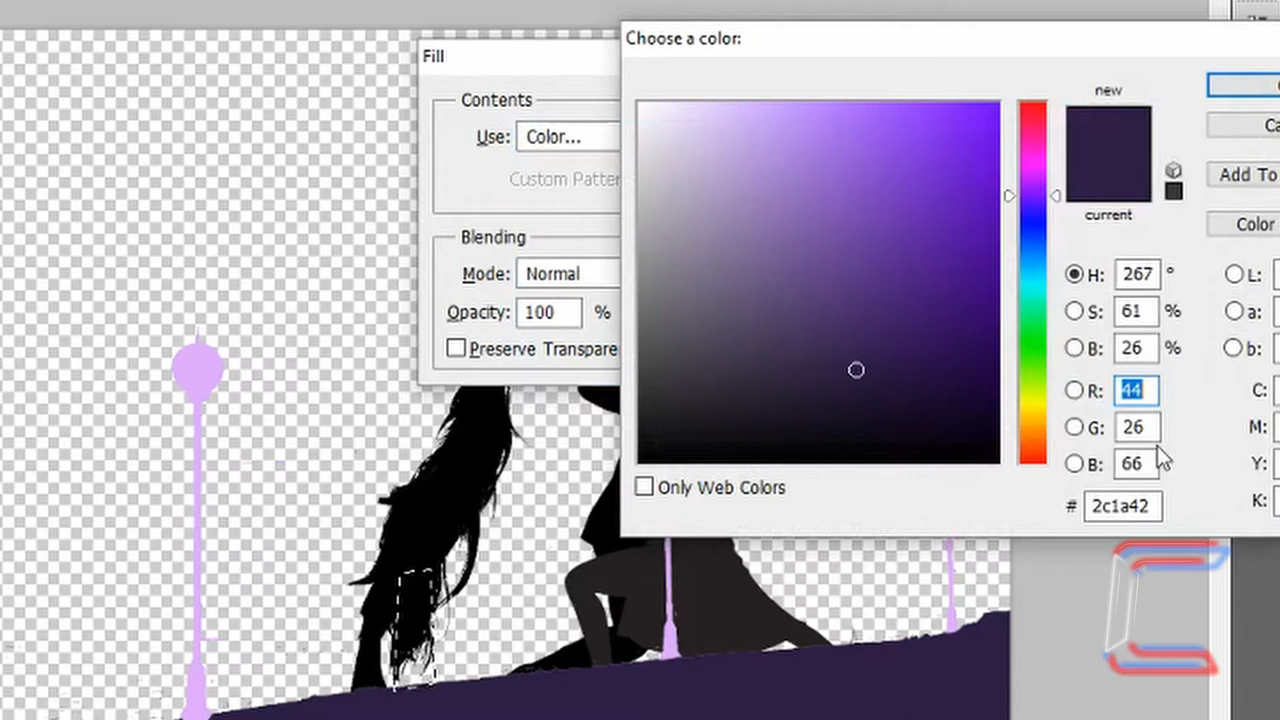 Choose a color:
Fill
Contents
Use: Color...
Custom Patter
Blending
Mode: Normal
Opacity: 100 %
Preserve Transpare
new
current
Ca
Add To
Color
H: 267 °
S: 61 %
B: 26 %
R: 44
G: 26
B: 66
# 2c1a42
L:
a:
b:
C:
M:
Y:
K:
Only Web Colors